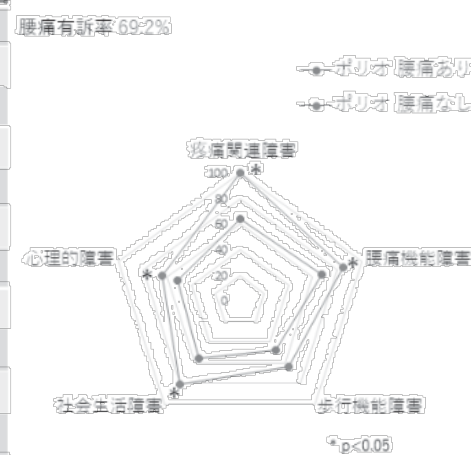 腰痛有訴率 69.2%
ポリオ 腰痛あり
ポリオ 腰痛なし
疼痛関連障害
100
*
80
60
心理的障害
40
腰痛機能障害
*
*
20
0
*
社会生活障害
歩行機能障害
* p<0.05